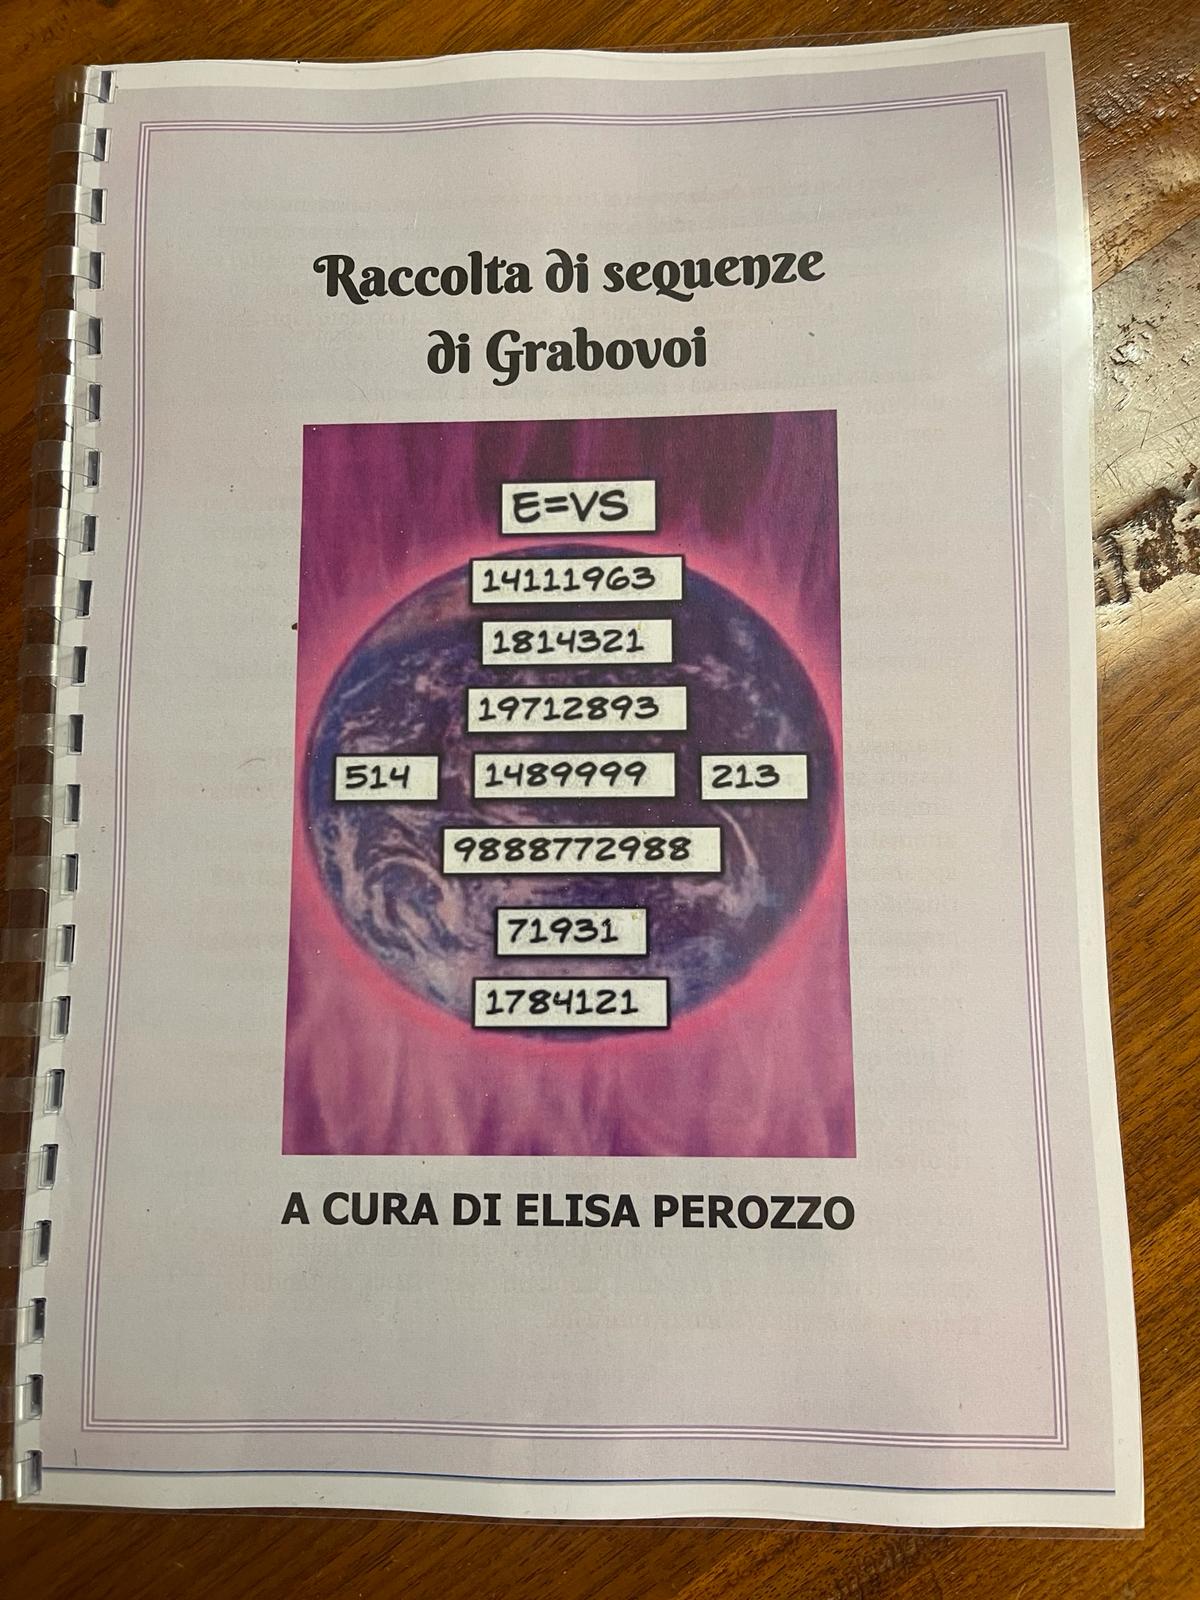 Raccolta di sequenze
di Grabovoi
E=VS
14111963
1814321
19712893
514 1489999 213
9888772988
71931
1784121
A CURA DI ELISA PEROZZO